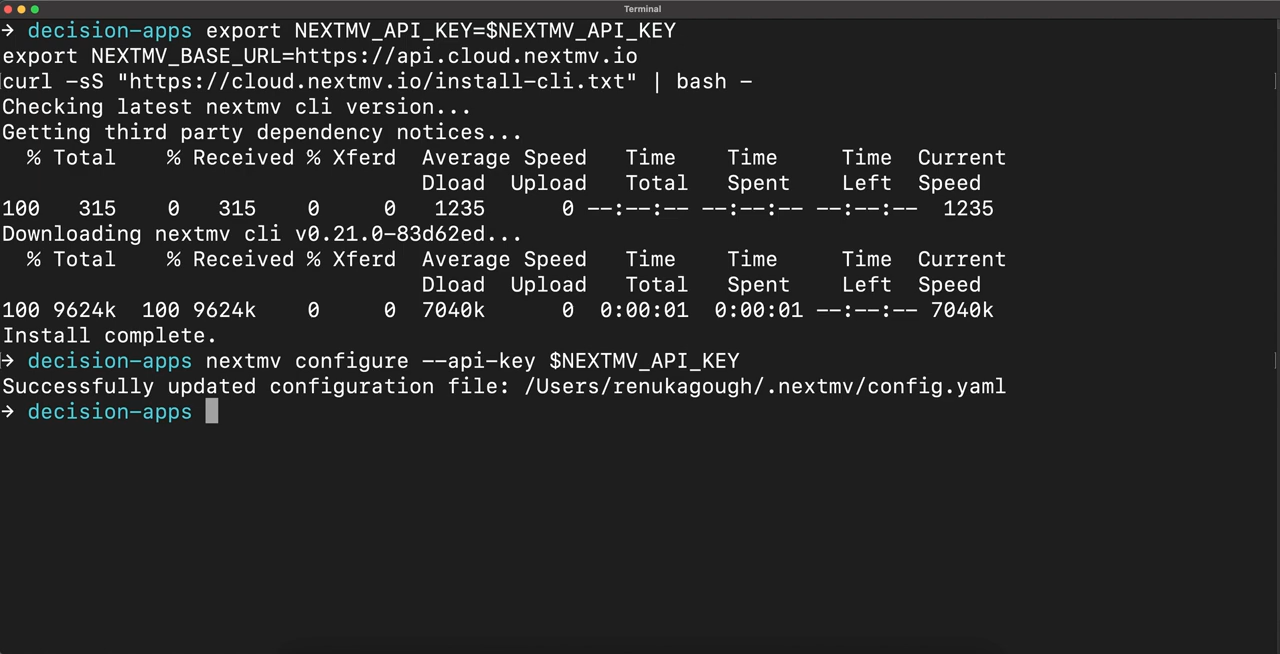 Terminal
→ decision-apps export NEXTMV_API_KEY=$NEXTMV_API_KEY
export NEXTMV_BASE_URL=https://api.cloud.nextmv.io
curl -sS "https://cloud.nextmv.io/install-cli.txt" | bash -
Checking latest nextmv cli version...
Getting third party dependency notices...
% Total % Received % Xferd Average Speed Time Time Time Current
Dload Upload Total Spent Left Speed
100 315 0 315 0 0 1235 0 --:--:-- --:--:-- --:--:-- 1235
Downloading nextmv cli v0.21.0-83d62ed...
% Total % Received % Xferd Average Speed Time Time Time Current
Dload Upload Total Spent Left Speed
100 9624k 100 9624k 0 0 7040k 0 0:00:01 0:00:01 --:--:-- 7040k
Install complete.
→ decision-apps nextmv configure --api-key $NEXTMV_API_KEY
Successfully updated configuration file: /Users/renukagough/.nextmv/config.yaml
→ decision-apps